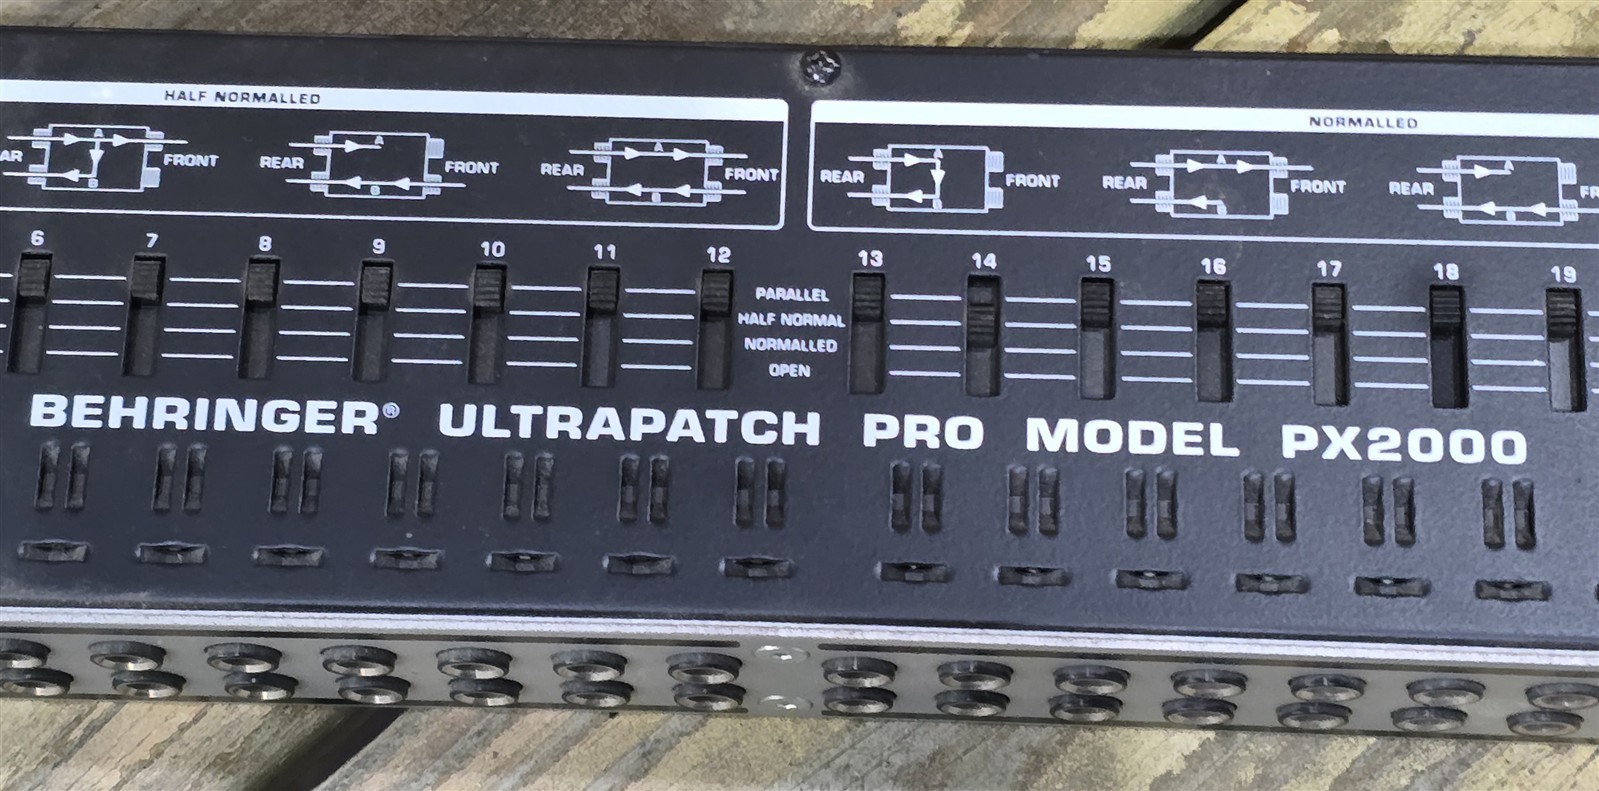 HALF NORMALLED
NORMALLED
A
B
FRONT
REAR
A
B
FRONT
REAR
A
B
FRONT
REAR
A
B
FRONT
REAR
A
B
FRONT
REAR
A
B
6 7 8 9 10 11 12 13 14 15 16 17 18 19
PARALLEL
HALF NORMAL
NORMALLED
OPEN
BEHRINGER® ULTRAPATCH PRO MODEL PX2000